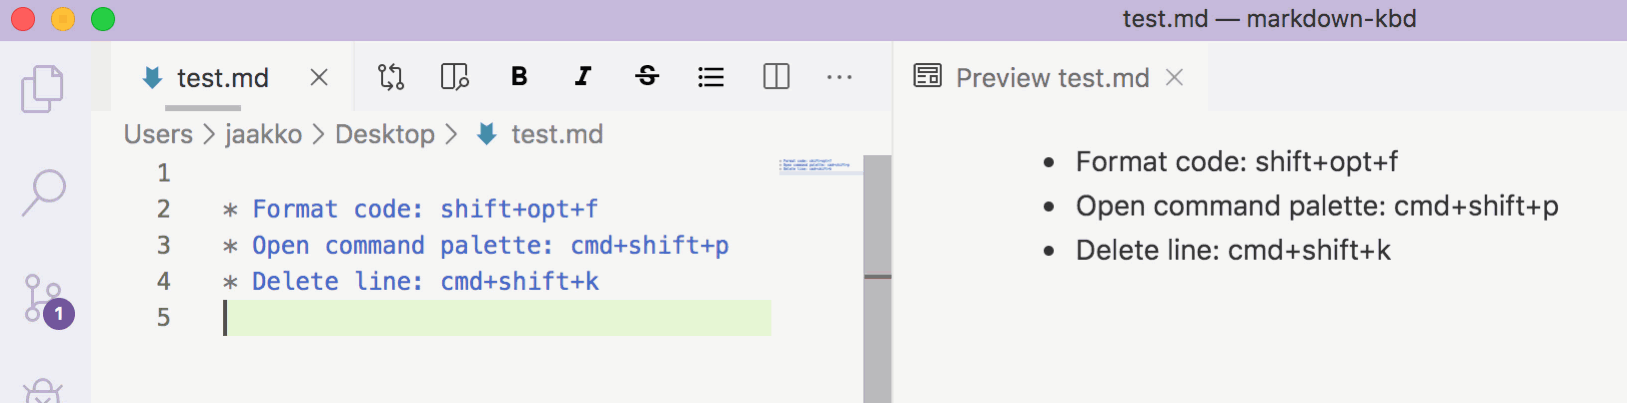 test.md — markdown-kbd
test.md
B I S
Preview test.md
Users > jaakko > Desktop > test.md
1
2 * Format code: shift+opt+f
3 * Open command palette: cmd+shift+p
4 * Delete line: cmd+shift+k
5
• Format code: shift+opt+f
• Open command palette: cmd+shift+p
• Delete line: cmd+shift+k
1